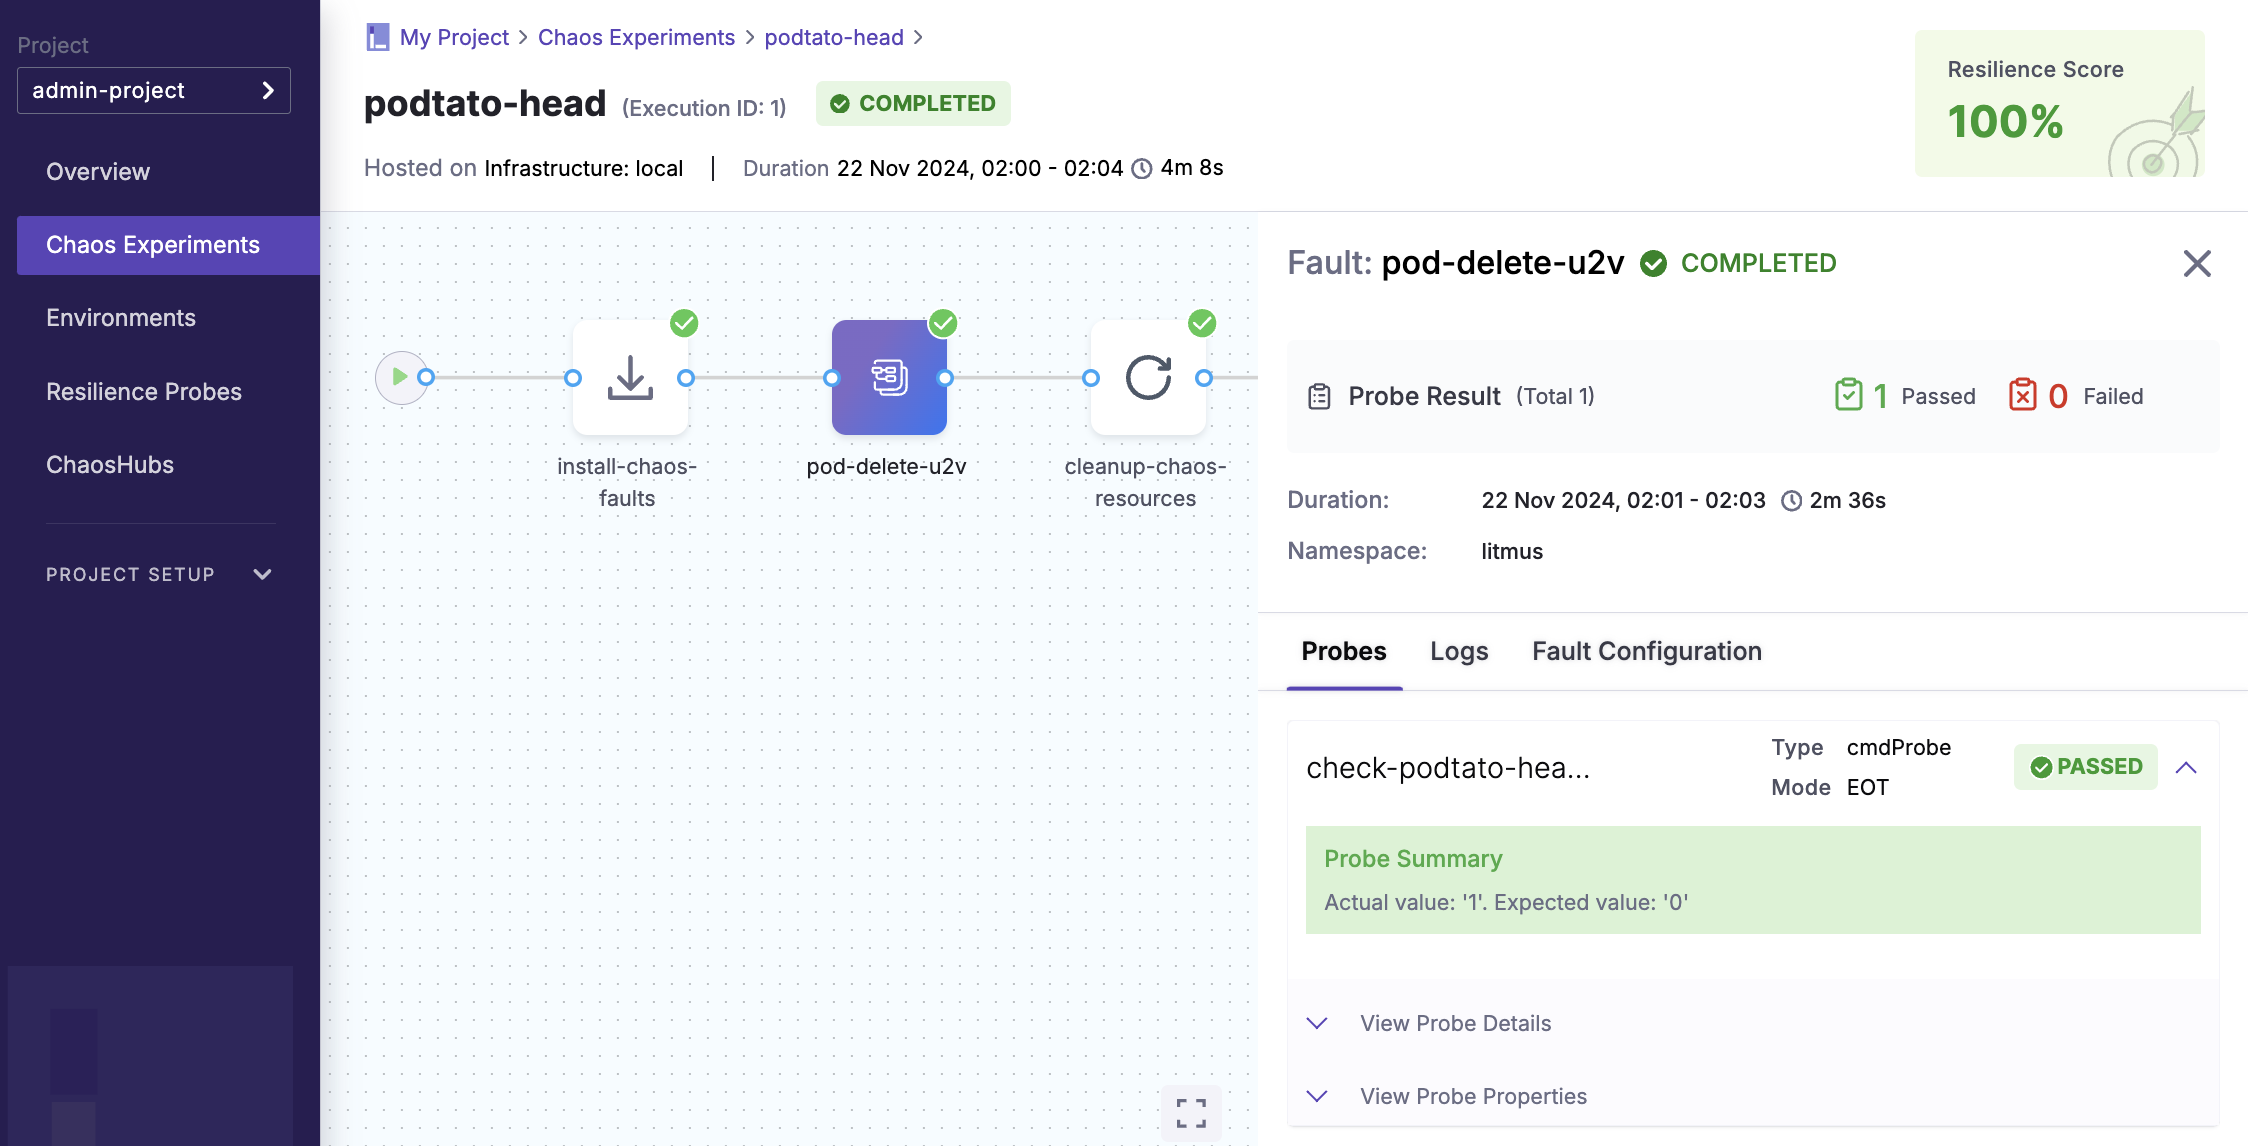 Project
admin-project
Overview
Chaos Experiments
Environments
Resilience Probes
ChaosHubs
PROJECT SETUP
My Project > Chaos Experiments > podtato-head >
podtato-head (Execution ID: 1) COMPLETED
Hosted on Infrastructure: local | Duration 22 Nov 2024, 02:00 - 02:04 4m 8s
Resilience Score
100%
install-chaos-
faults
pod-delete-u2v
cleanup-chaos-
resources
Fault: pod-delete-u2v COMPLETED
Probe Result (Total 1) 1 Passed 0 Failed
Duration: 22 Nov 2024, 02:01 - 02:03 2m 36s
Namespace: litmus
Probes Logs Fault Configuration
check-podtato-hea...
Type cmdProbe
Mode EOT
PASSED
Probe Summary
Actual value: '1'. Expected value: '0'
View Probe Details
View Probe Properties